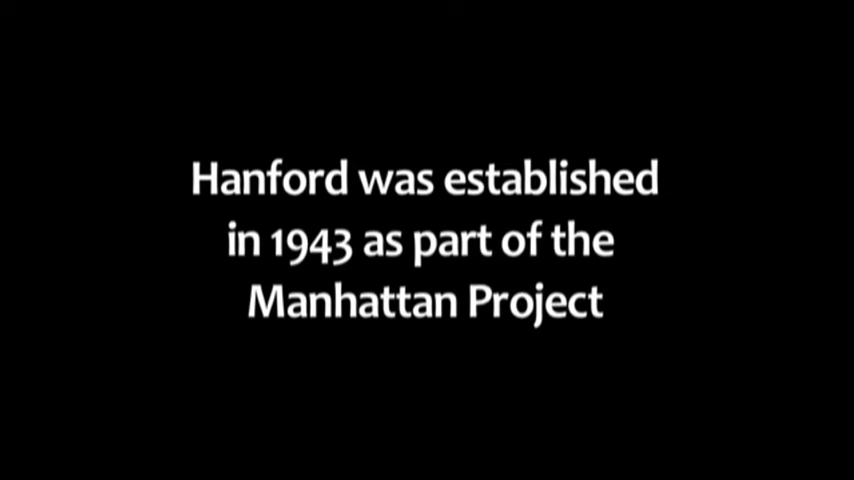 Hanford was established
in 1943 as part of the
Manhattan Project